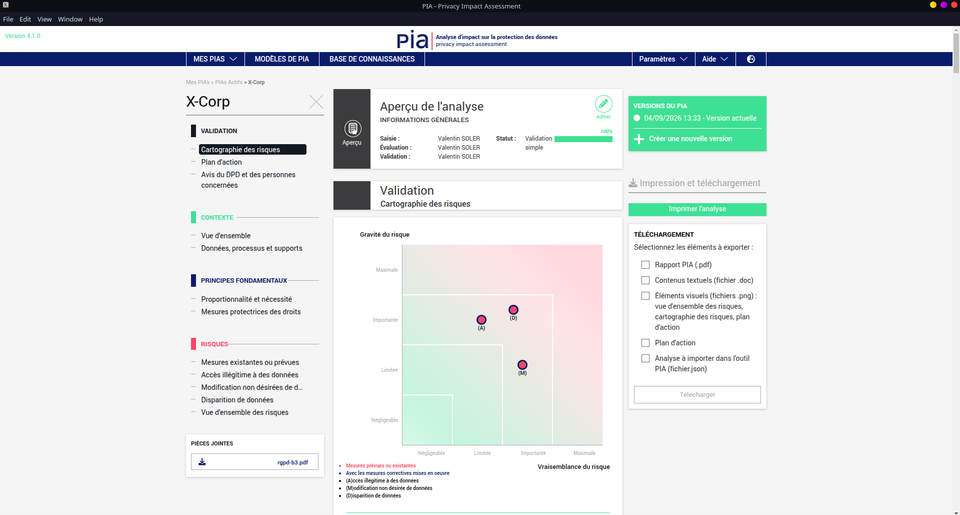 PIA - Privacy Impact Assessment
File Edit View Window Help
Version 4.1.0
Pia
Analyse d'impact sur la protection des données
privacy impact assessment
MES PIAS
MODÈLES DE PIA
BASE DE CONNAISSANCES
Paramètres
Aide
Mes PIAs > PIAs Actifs > X-Corp
X-Corp
VALIDATION
Cartographie des risques
Plan d'action
Avis du DPD et des personnes
concernées
CONTEXTE
Vue d'ensemble
Données, processus et supports
PRINCIPES FONDAMENTAUX
Proportionnalité et nécessité
Mesures protectrices des droits
RISQUES
Mesures existantes ou prévues
Accès illégitime à des données
Modification non désirées de d...
Disparition de données
Vue d'ensemble des risques
PIÈCES JOINTES
rgpd-b3.pdf
Aperçu
Aperçu de l'analyse
INFORMATIONS GÉNÉRALES
éditer
Saisie : Valentin SOLER
Évaluation : Valentin SOLER
Validation : Valentin SOLER
100%
Statut : Validation
simple
Validation
Cartographie des risques
Gravité du risque
Maximale
Importante
Limitée
Négligeable
(A)
(D)
(M)
Négligeable Limitée Importante Maximale
Vraisemblance du risque
Mesures prévues ou existantes
Avec les mesures correctives mises en oeuvre
(A)ccès illégitime à des données
(M)odification non désirée de données
(D)isparition de données
VERSIONS DU PIA
04/09/2026 13:33 - Version actuelle
Créer une nouvelle version
Impression et téléchargement
Imprimer l'analyse
TÉLÉCHARGEMENT
Sélectionnez les éléments à exporter :
Rapport PIA (.pdf)
Contenus textuels (fichier .doc)
Éléments visuels (fichiers .png) :
vue d'ensemble des risques,
cartographie des risques, plan
d'action
Plan d'action
Analyse à importer dans l'outil
PIA (fichier.json)
Télécharger